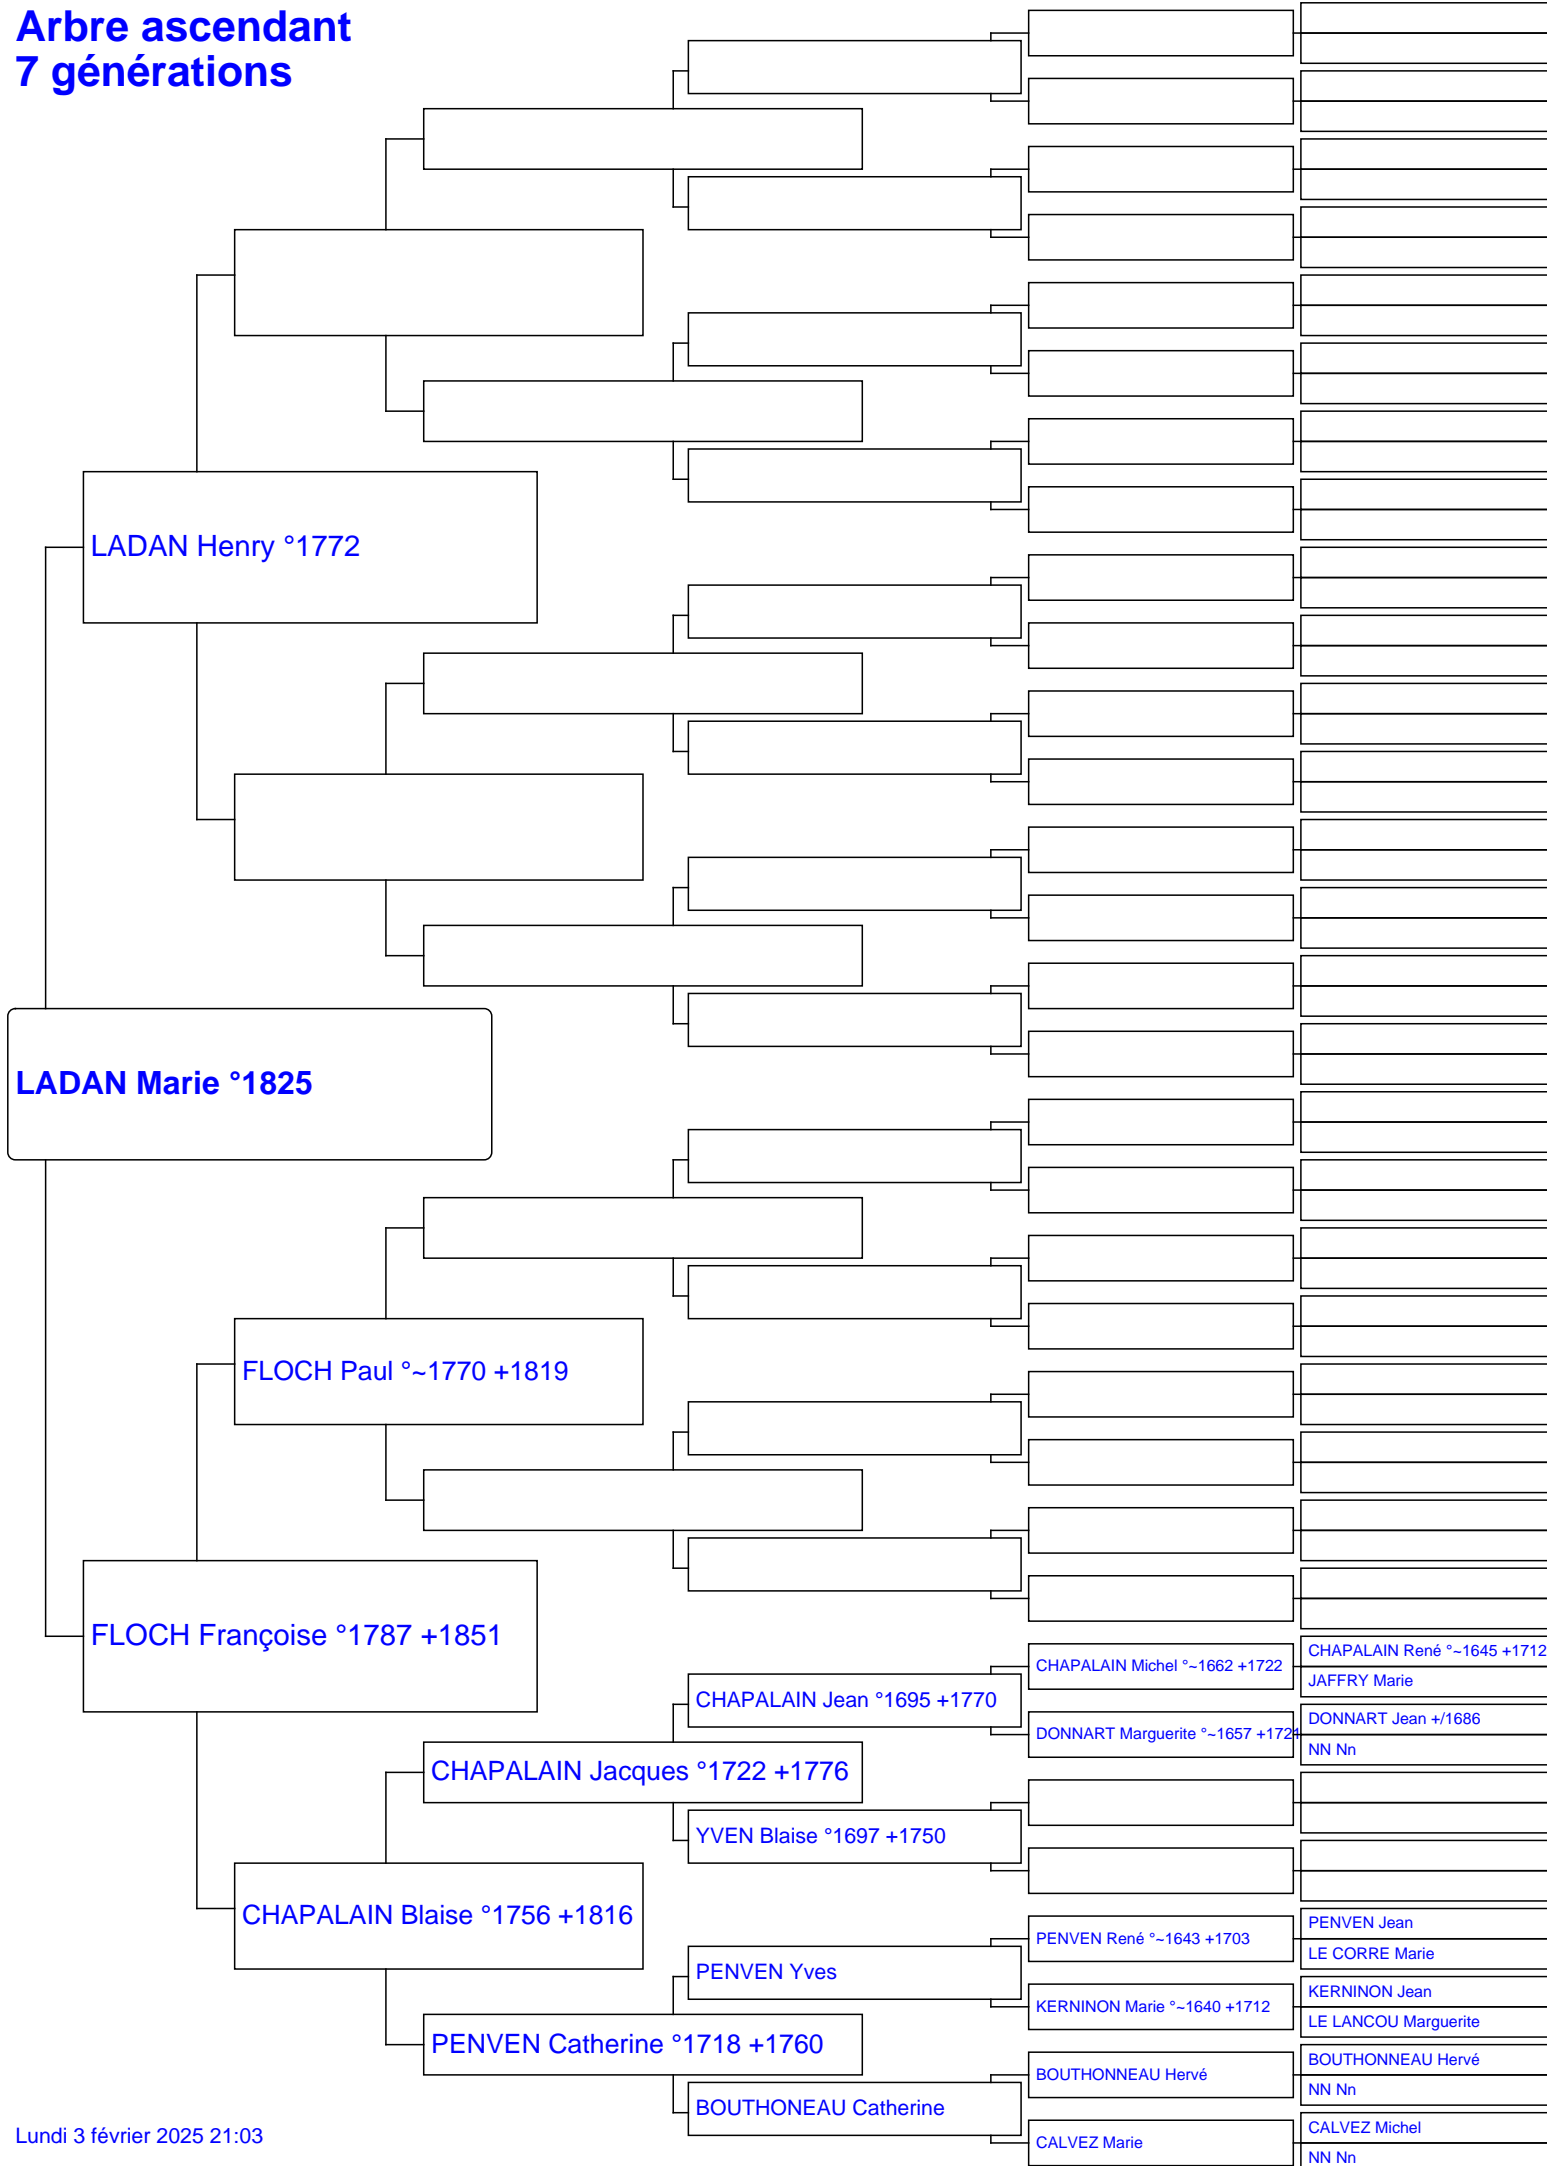 Arbre ascendant
7 générations
LADAN Henry °1772
LADAN Marie °1825
FLOCH Paul °~1770 +1819
FLOCH Françoise °1787 +1851
CHAPALAIN René °~1645 +1712
CHAPALAIN Michel °~1662 +1722
JAFFRY Marie
CHAPALAIN Jean °1695 +1770
DONNART Jean +/1686
DONNART Marguerite °~1657 +1721
NN Nn
CHAPALAIN Jacques °1722 +1776
YVEN Blaise °1697 +1750
CHAPALAIN Blaise °1756 +1816
PENVEN Jean
PENVEN René °~1643 +1703
LE CORRE Marie
PENVEN Yves
KERNINON Jean
KERNINON Marie °~1640 +1712
LE LANCOU Marguerite
PENVEN Catherine °1718 +1760
BOUTHONNEAU Hervé
BOUTHONNEAU Hervé
NN Nn
BOUTHONEAU Catherine
CALVEZ Michel
CALVEZ Marie
NN Nn
Lundi 3 février 2025 21:03